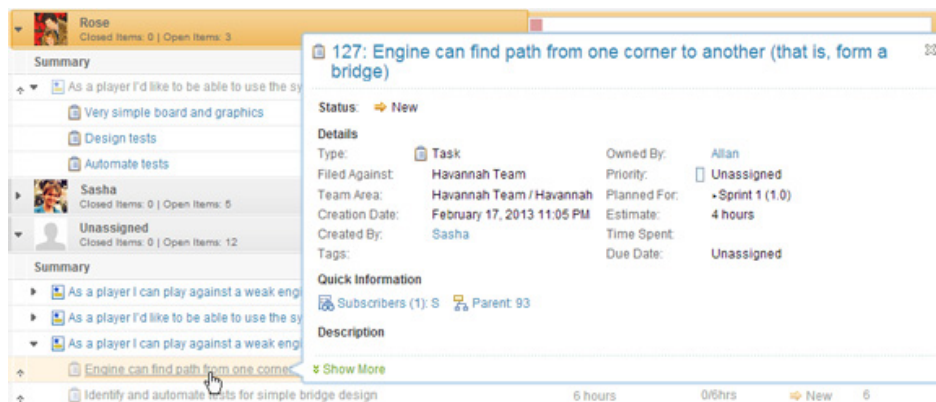 Rose
Closed Items: 0 | Open Items: 3
Summary
As a player I'd like to be able to use the sy
Very simple board and graphics
Design tests
Automate tests
Sasha
Closed Items: 0 | Open Items: 5
Unassigned
Closed Items: 0 | Open Items: 12
Summary
As a player I can play against a weak engi
As a player I'd like to be able to use the sy
As a player I can play against a weak engi
Engine can find path from one corne
Identify and automate tests for simple bridge design 6 hours 0/6hrs New 6
127: Engine can find path from one corner to another (that is, form a
bridge)
Status: New
Details
Type: Task Owned By: Allan
Filed Against: Havannah Team Priority: Unassigned
Team Area: Havannah Team / Havannah Planned For: Sprint 1 (1.0)
Creation Date: February 17, 2013 11:05 PM Estimate: 4 hours
Created By: Sasha Time Spent:
Tags: Due Date: Unassigned
Quick Information
Subscribers (1): S Parent: 93
Description
Show More